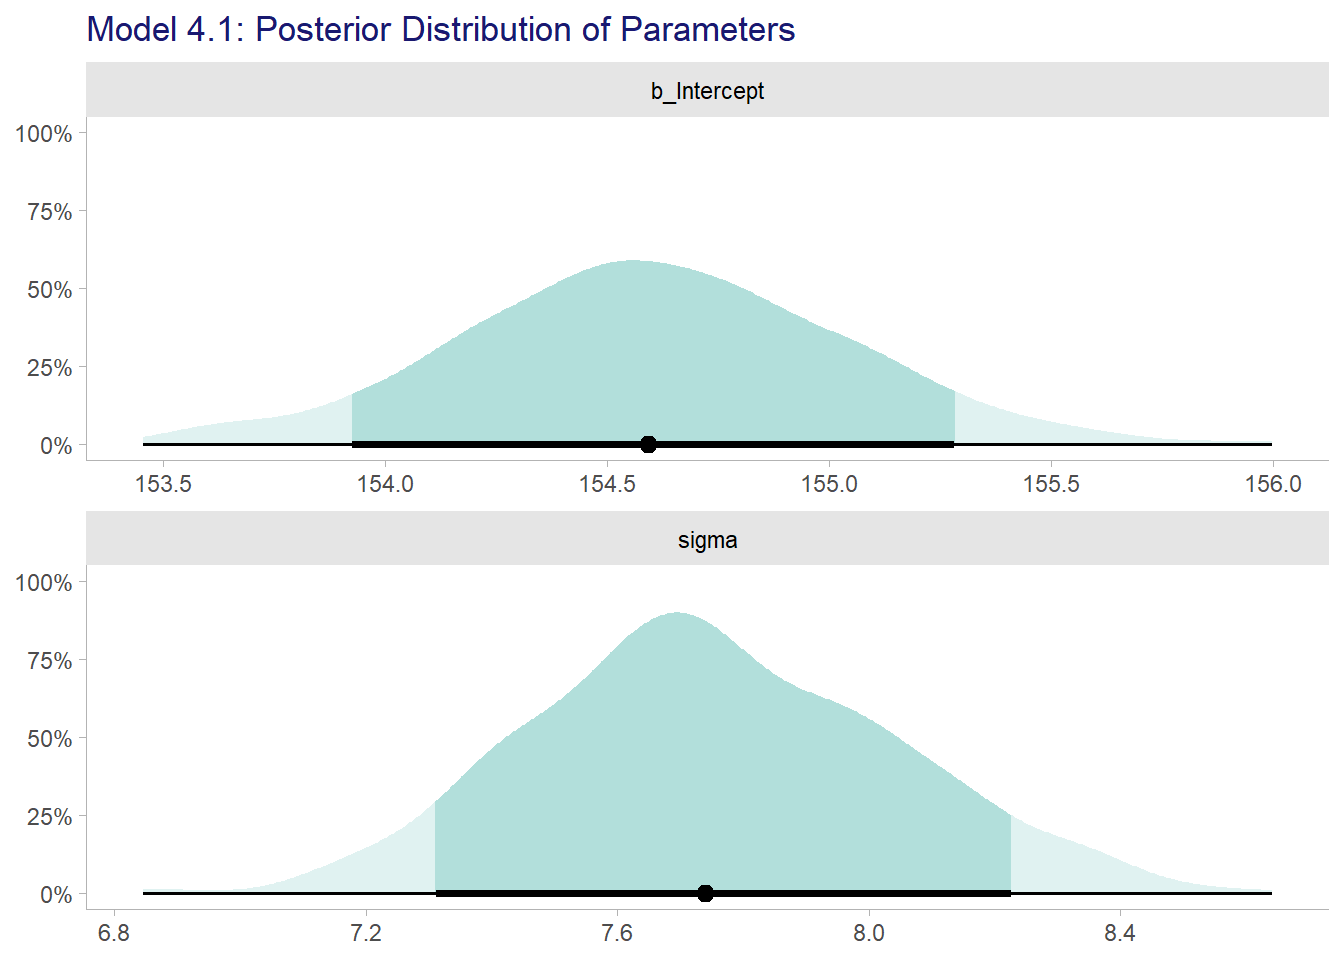 Model 4.1: Posterior Distribution of Parameters
b_Intercept
100%
75%
50%
25%
0%
153.5 154.0 154.5 155.0 155.5 156.0
sigma
100%
75%
50%
25%
0%
6.8 7.2 7.6 8.0 8.4